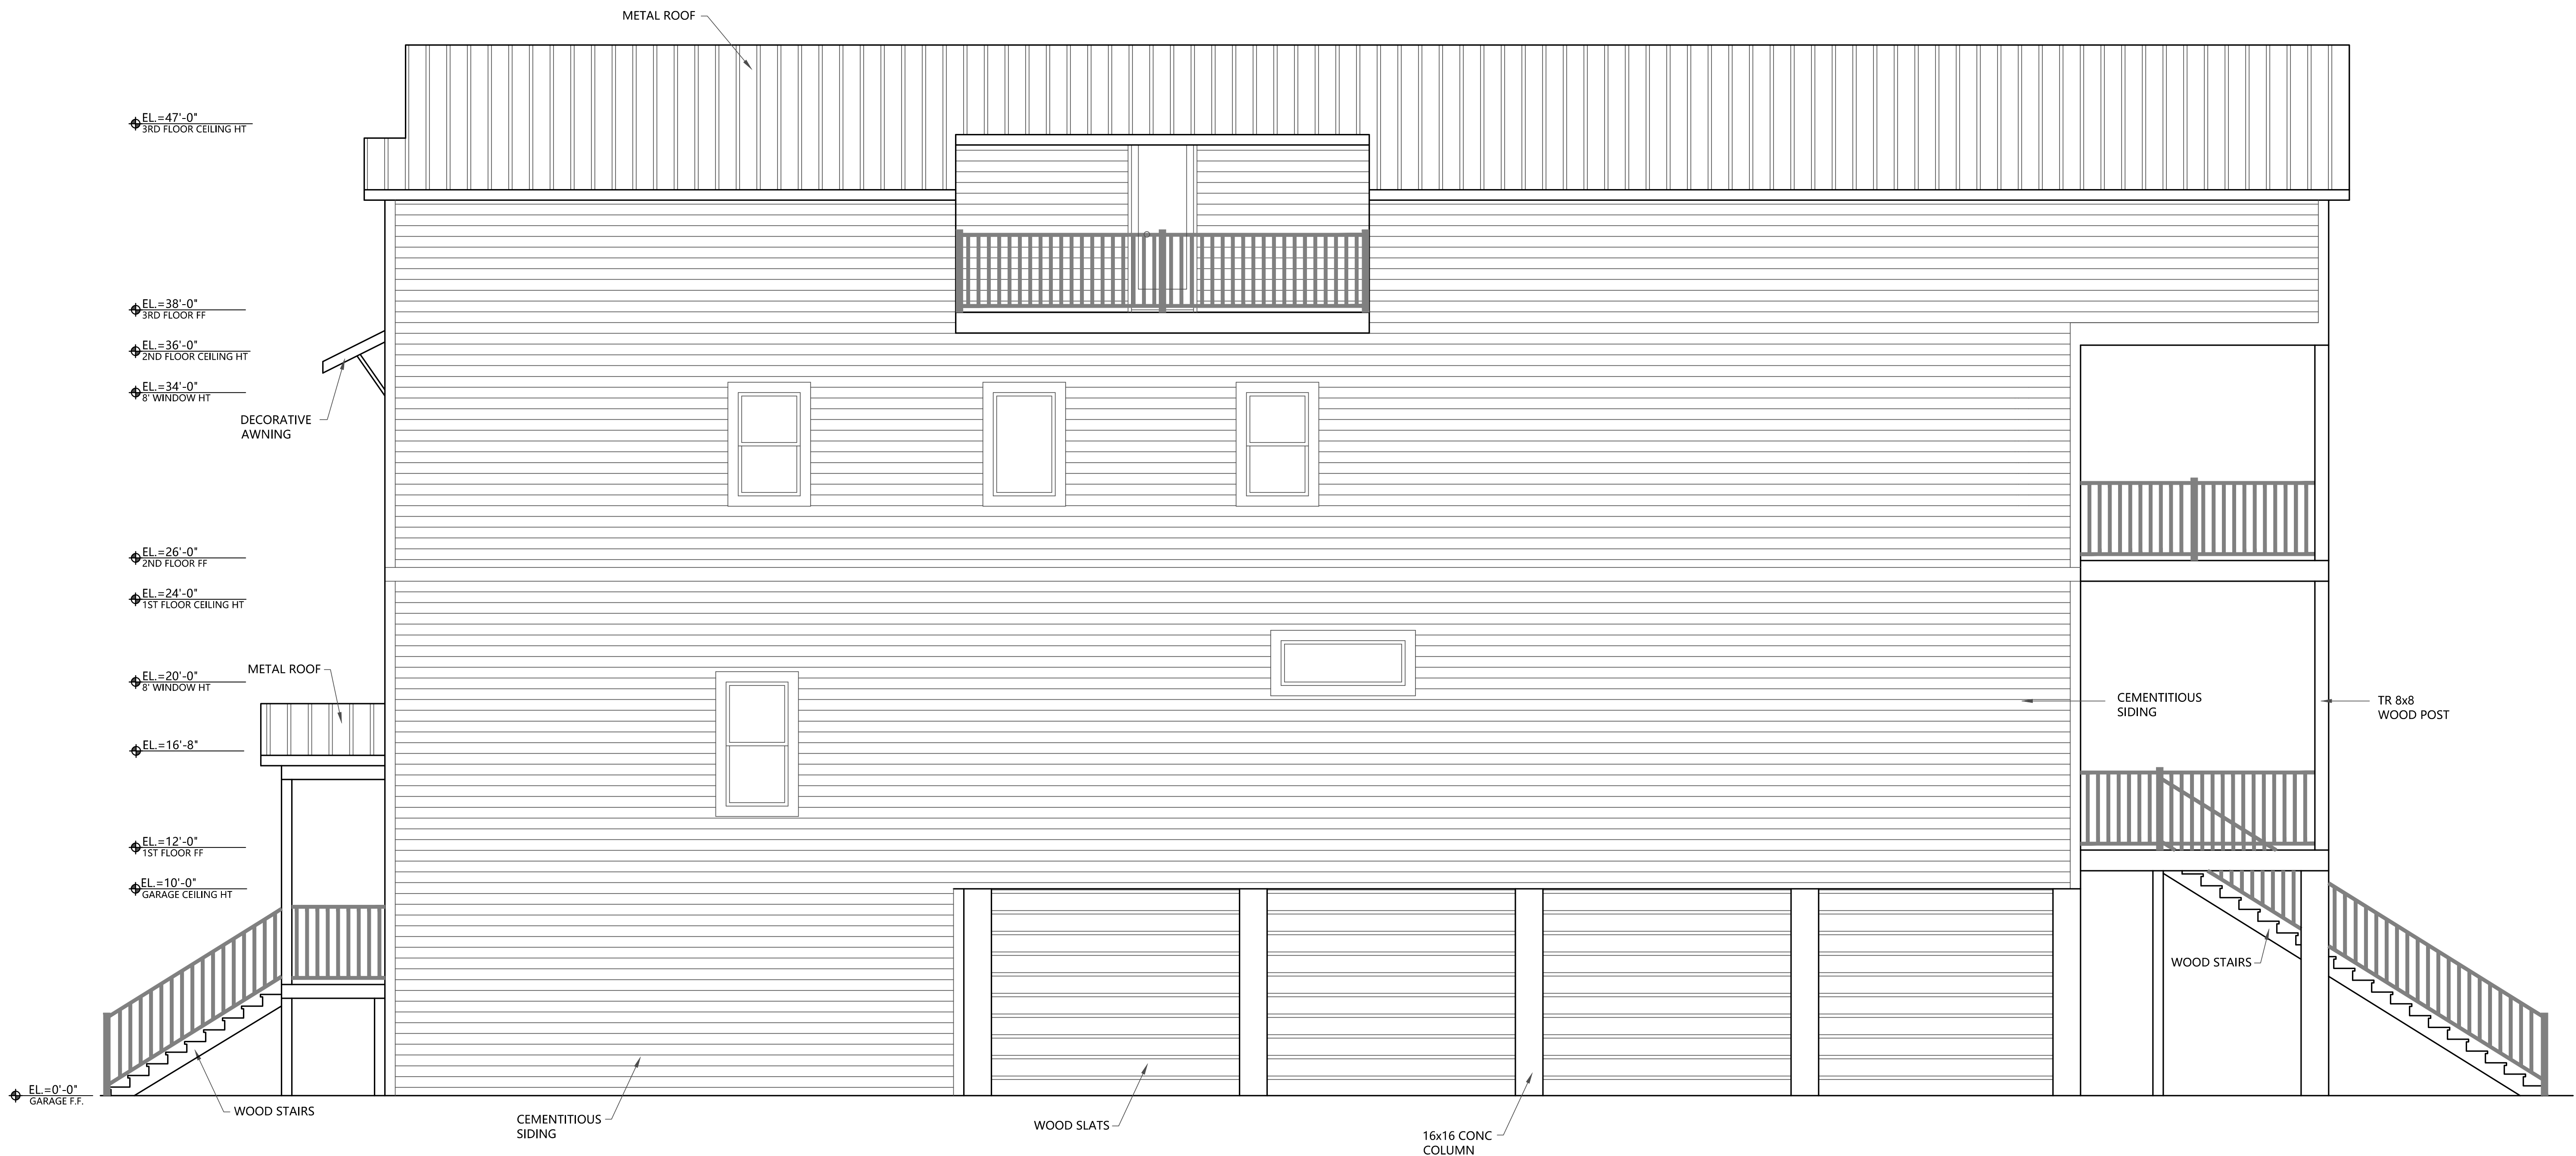 METAL ROOF
EL.=47'-0"
3RD FLOOR CEILING HT
EL.=38'-0"
3RD FLOOR FF
EL.=36'-0"
2ND FLOOR CEILING HT
EL.=34'-0"
8' WINDOW HT
DECORATIVE
AWNING
EL.=26'-0"
2ND FLOOR FF
EL.=24'-0"
1ST FLOOR CEILING HT
METAL ROOF
EL.=20'-0"
8' WINDOW HT
CEMENTITIOUS
SIDING
TR 8x8
WOOD POST
EL.=16'-8"
EL.=12'-0"
1ST FLOOR FF
EL.=10'-0"
GARAGE CEILING HT
WOOD STAIRS
EL.=0'-0"
GARAGE F.F.
WOOD STAIRS
CEMENTITIOUS
SIDING
WOOD SLATS
16x16 CONC
COLUMN